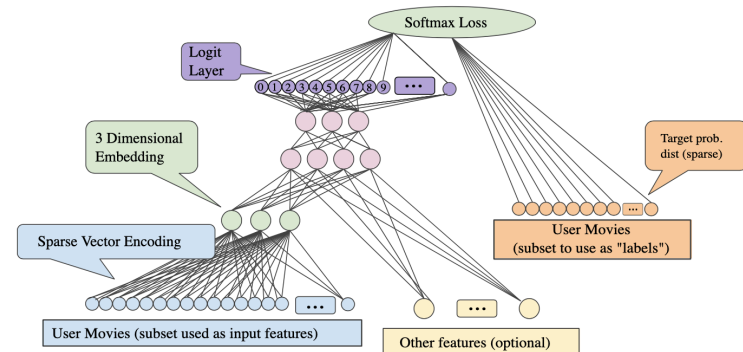 Softmax Loss
Logit
Layer
0 1 2 3 4 5 6 7 8 9 ...
3 Dimensional
Embedding
Target prob.
dist (sparse)
...
User Movies
(subset to use as "labels")
Sparse Vector Encoding
...
...
User Movies (subset used as input features)
Other features (optional)